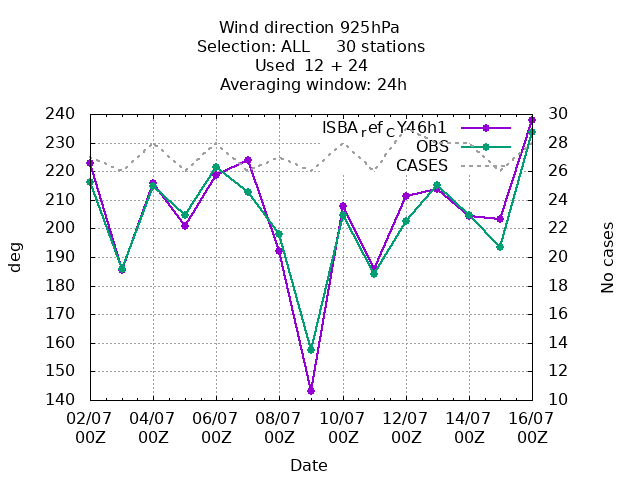 Wind direction 925hPa
Selection: ALL     30 stations
Used  12 + 24
Averaging window: 24h
240 30
ISBA_ref_CY46h1
230 28
OBS
CASES
220 26
210 24
200 22
190 20
180 18
170 16
160 14
150 12
140 10
deg
No cases
02/07 04/07 06/07 08/07 10/07 12/07 14/07 16/07
00Z 00Z 00Z 00Z 00Z 00Z 00Z 00Z
Date